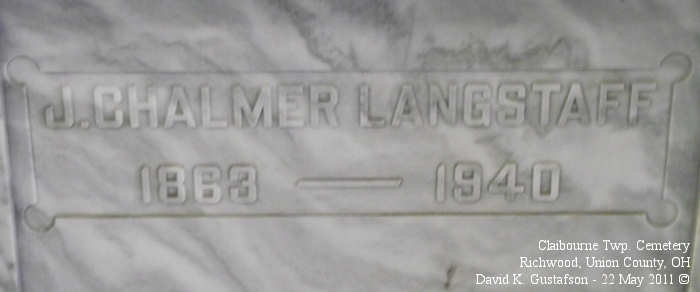 J. CHALMER LANGSTAFF
1863 — 1940
Claibourne Twp. Cemetery
Richwood, Union County, OH
David K. Gustafson - 22 May 2011 ©